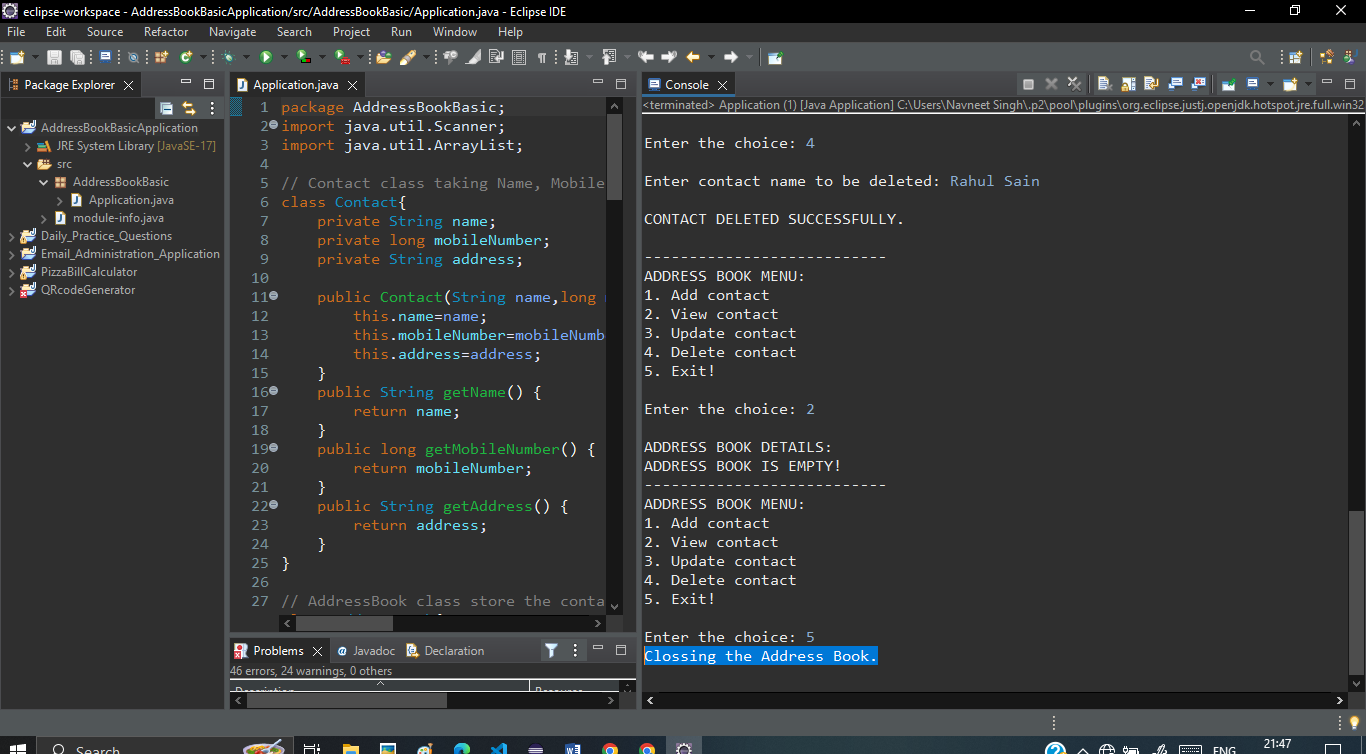 eclipse-workspace - AddressBookBasicApplication/src/AddressBookBasic/Application.java - Eclipse IDE
File Edit Source Refactor Navigate Search Project Run Window Help
Package Explorer
AddressBookBasicApplication
JRE System Library [JavaSE-17]
src
AddressBookBasic
Application.java
module-info.java
Daily_Practice_Questions
Email_Administration_Application
PizzaBillCalculator
QRcodeGenerator
Application.java
1 package AddressBookBasic;
2 import java.util.Scanner;
3 import java.util.ArrayList;
4
5 // Contact class taking Name, Mobile
6 class Contact{
7 private String name;
8 private long mobileNumber;
9 private String address;
10
11 public Contact(String name,long
12 this.name=name;
13 this.mobileNumber=mobileNumb
14 this.address=address;
15 }
16 public String getName() {
17 return name;
18 }
19 public long getMobileNumber() {
20 return mobileNumber;
21 }
22 public String getAddress() {
23 return address;
24 }
25 }
26
27 // AddressBook class store the conta
Problems Javadoc Declaration
46 errors, 24 warnings, 0 others
Description Resource
Console
<terminated> Application (1) [Java Application] C:\Users\Navneet Singh\.p2\pool\plugins\org.eclipse.justj.openjdk.hotspot.jre.full.win32
Enter the choice: 4
Enter contact name to be deleted: Rahul Sain
CONTACT DELETED SUCCESSFULLY.
---------------------------
ADDRESS BOOK MENU:
1. Add contact
2. View contact
3. Update contact
4. Delete contact
5. Exit!
Enter the choice: 2
ADDRESS BOOK DETAILS:
ADDRESS BOOK IS EMPTY!
---------------------------
ADDRESS BOOK MENU:
1. Add contact
2. View contact
3. Update contact
4. Delete contact
5. Exit!
Enter the choice: 5
Clossing the Address Book.
Search
ENG
21:47